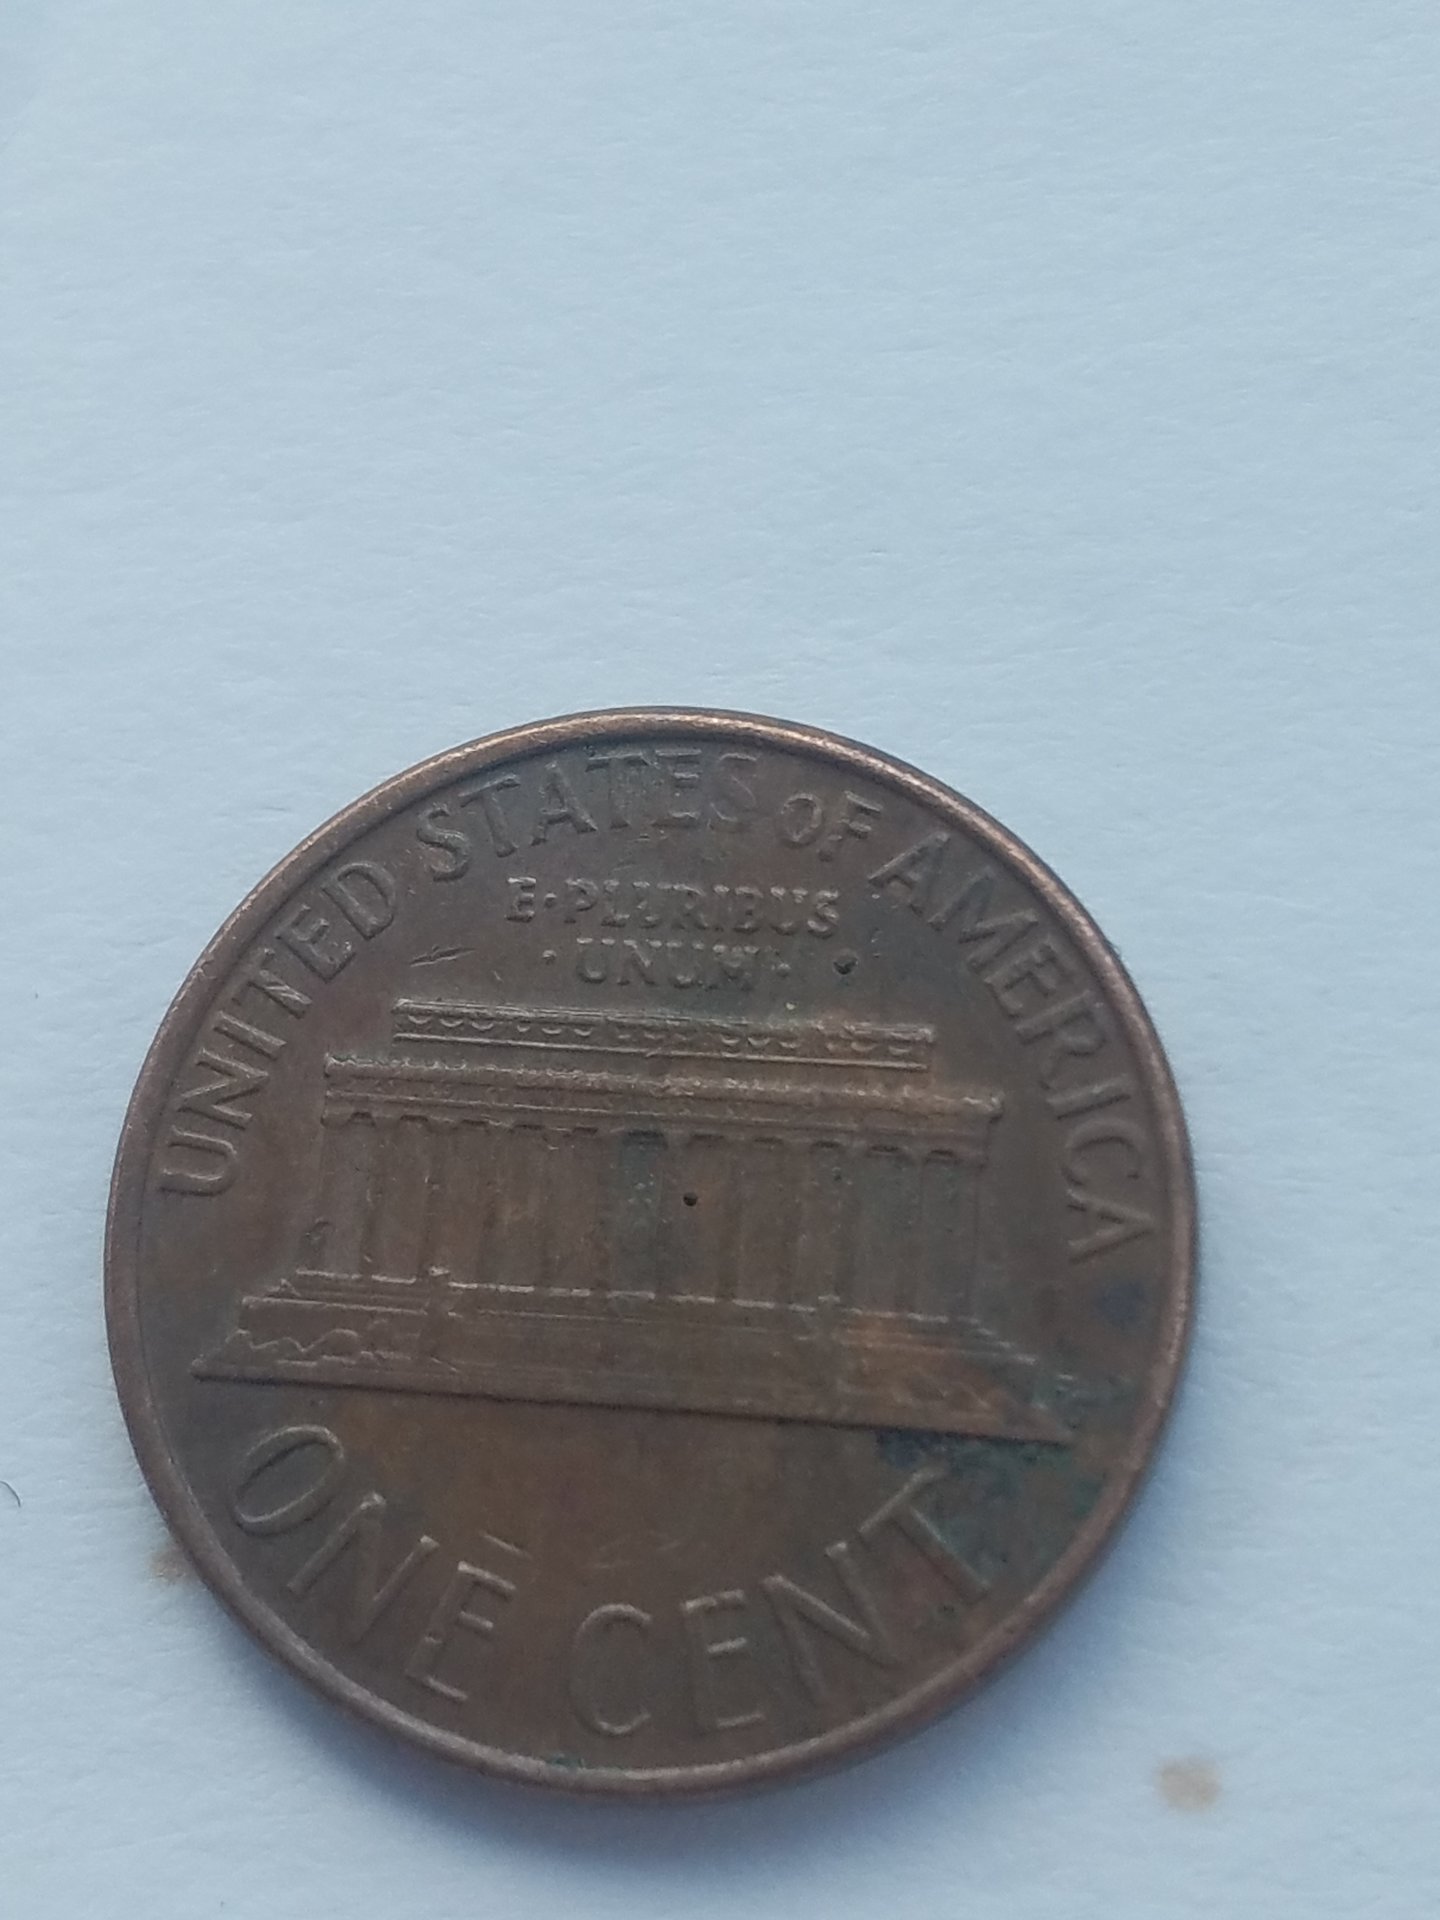 UNITED STATES OF AMERICA
E·PLURIBUS
·UNUM·
ONE CENT